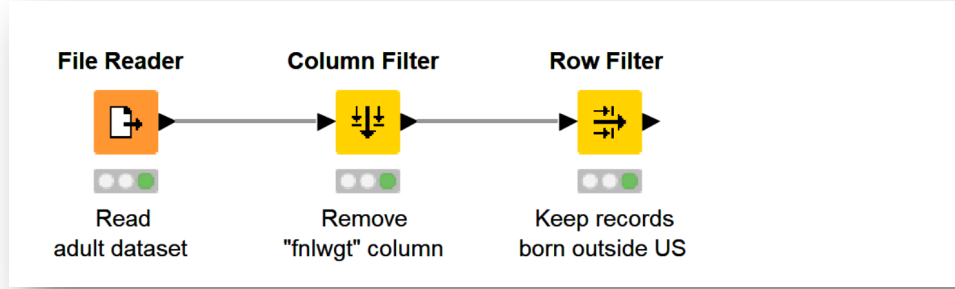 File Reader
Column Filter
Row Filter
Read
adult dataset
Remove
"fnlwgt" column
Keep records
born outside US